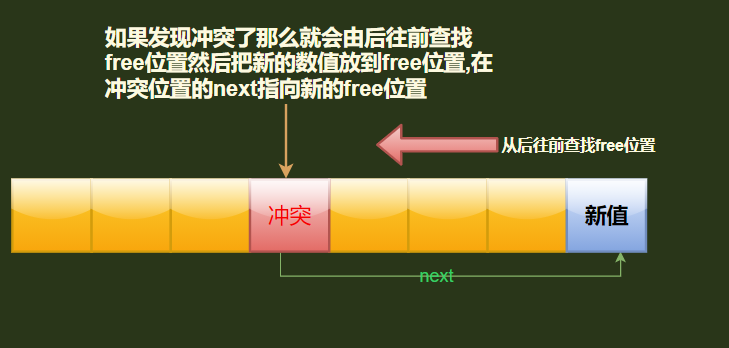 如果发现冲突了那么就会由后往前查找
free位置然后把新的数值放到free位置,在
冲突位置的next指向新的free位置
从后往前查找free位置
冲突
新值
next